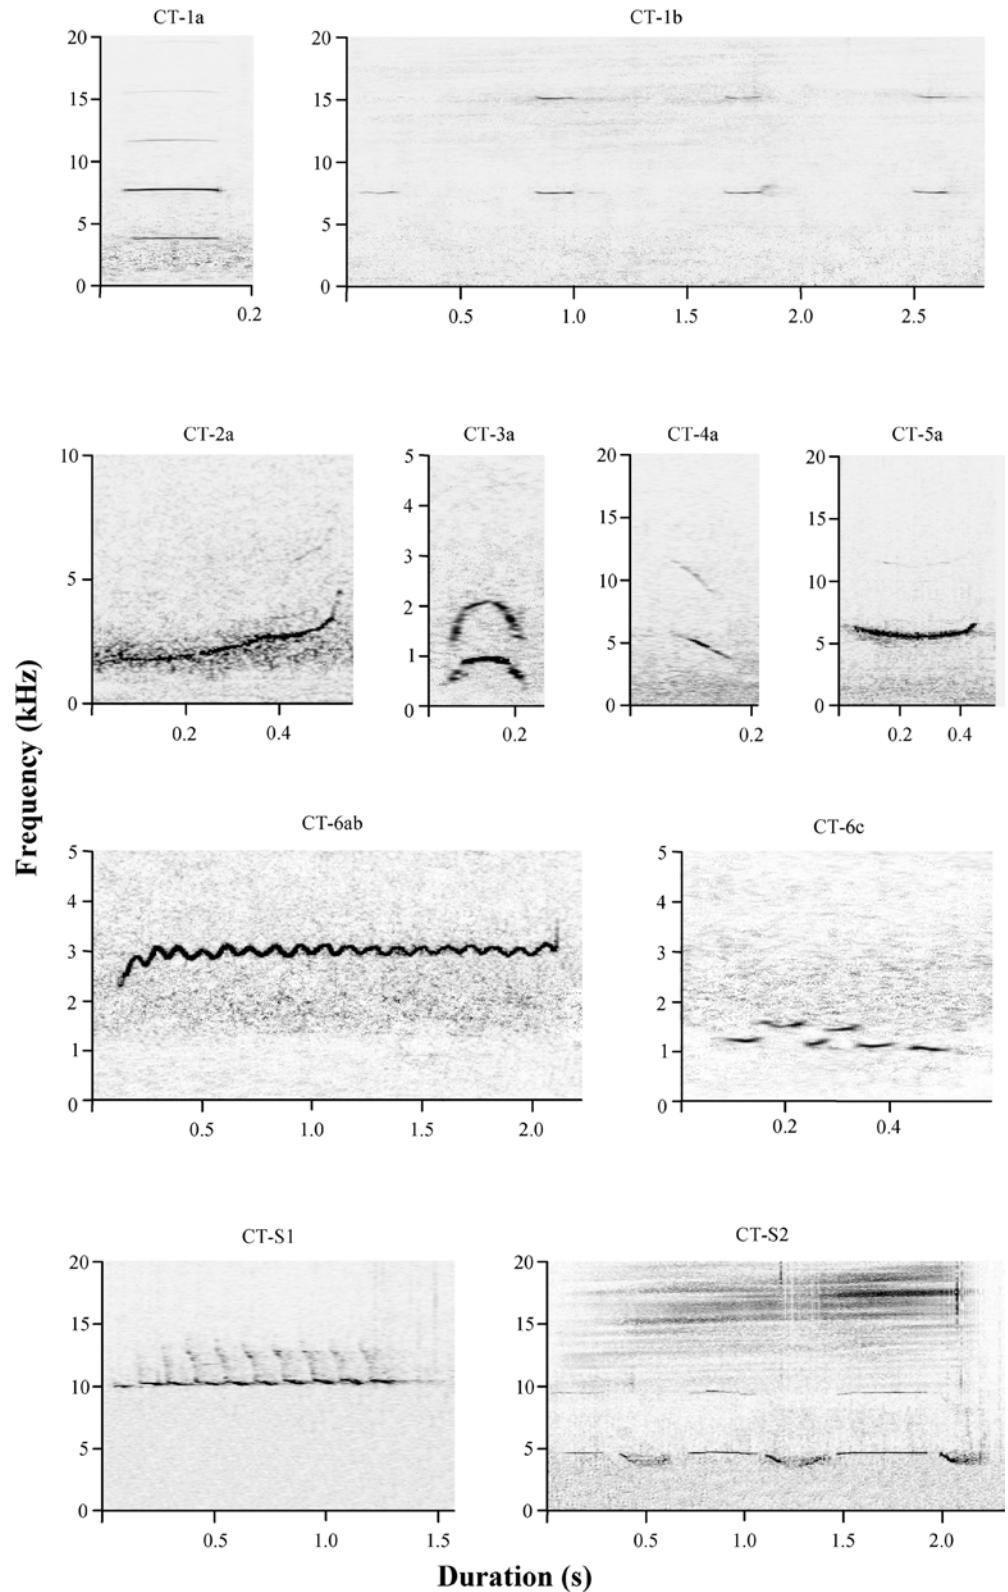 CT-1a CT-1b
20 20
15 15
10 10
5 5
0 0
0.2 0.5 1.0 1.5 2.0 2.5
CT-2a CT-3a CT-4a CT-5a
10 5 20 20
4 15 15
5 3 10 10
2
1 5 5
0 0 0 0
0.2 0.4 0.2 0.2 0.2 0.4
Frequency (kHz)
CT-6ab CT-6c
5 5
4 4
3 3
2 2
1 1
0 0
0.5 1.0 1.5 2.0 0.2 0.4
CT-S1 CT-S2
20 20
15 15
10 10
5 5
0 0
0.5 1.0 1.5 0.5 1.0 1.5 2.0
Duration (s)